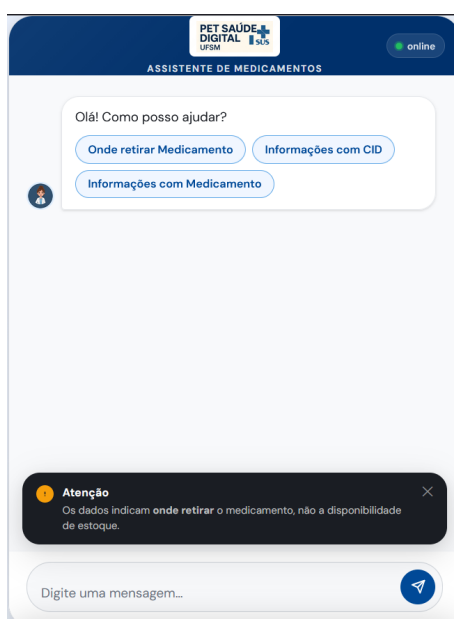 PET SAÚDE
DIGITAL SUS
UFSM
online
ASSISTENTE DE MEDICAMENTOS
Olá! Como posso ajudar?
Onde retirar Medicamento Informações com CID
Informações com Medicamento
Atenção
Os dados indicam onde retirar o medicamento, não a disponibilidade
de estoque.
Digite uma mensagem...